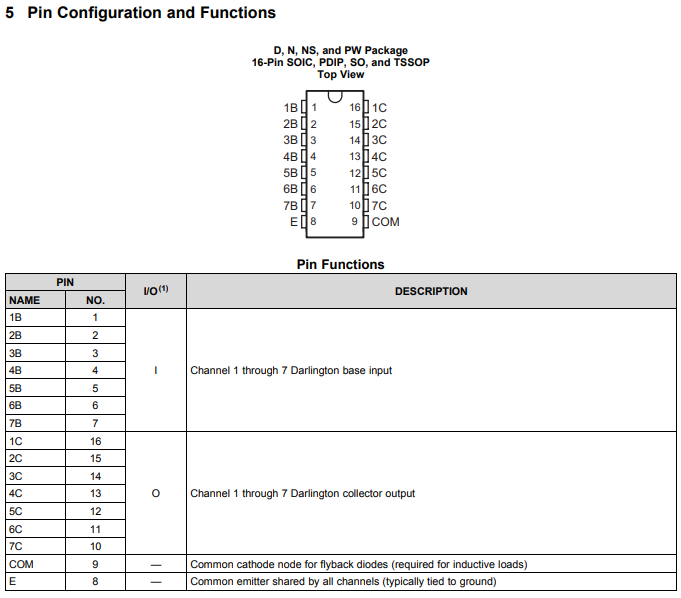 5 Pin Configuration and Functions
D, N, NS, and PW Package
16-Pin SOIC, PDIP, SO, and TSSOP
Top View
1B 1 16 1C
2B 2 15 2C
3B 3 14 3C
4B 4 13 4C
5B 5 12 5C
6B 6 11 6C
7B 7 10 7C
E 8 9 COM
Pin Functions
PIN I/O(1) DESCRIPTION
NAME NO.
1B 1
2B 2
3B 3
4B 4 I Channel 1 through 7 Darlington base input
5B 5
6B 6
7B 7
1C 16
2C 15
3C 14
4C 13 O Channel 1 through 7 Darlington collector output
5C 12
6C 11
7C 10
COM 9 — Common cathode node for flyback diodes (required for inductive loads)
E 8 — Common emitter shared by all channels (typically tied to ground)